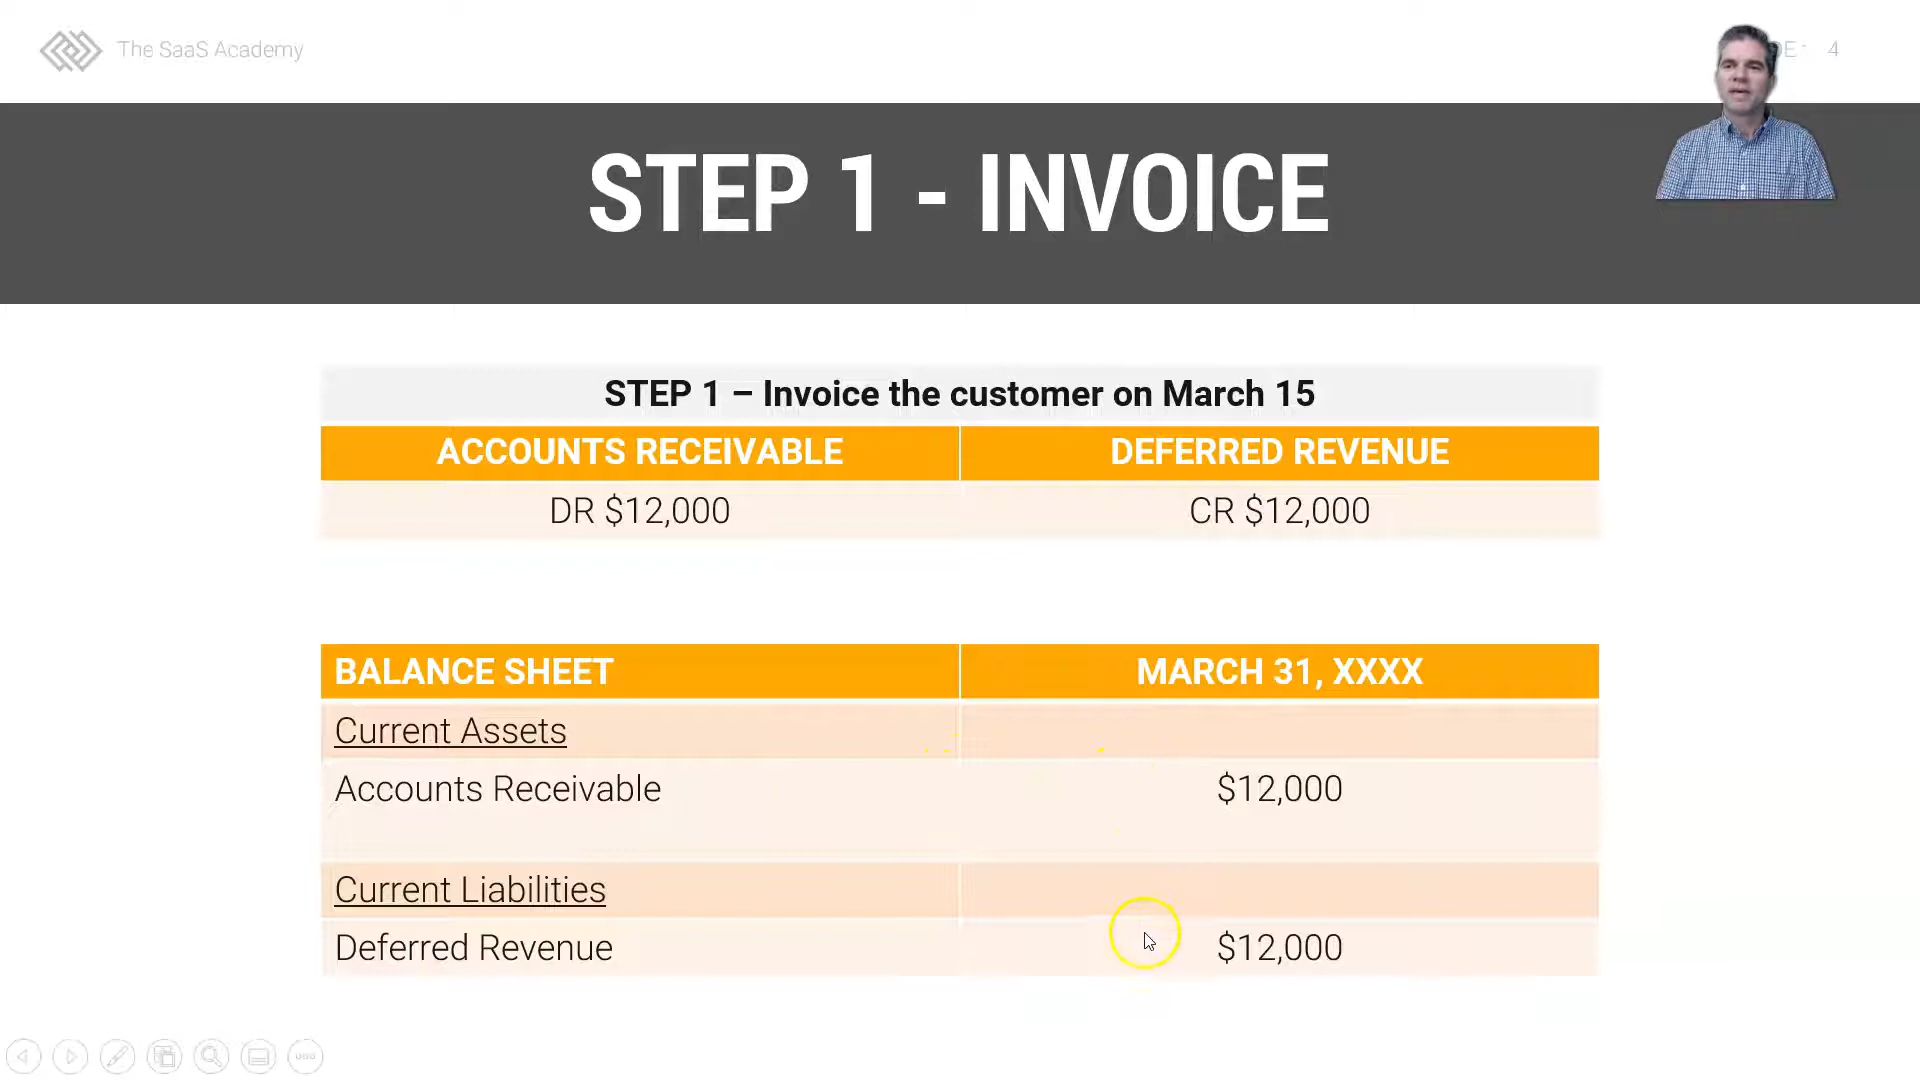 The SaaS Academy
4
STEP 1 - INVOICE
STEP 1 – Invoice the customer on March 15
ACCOUNTS RECEIVABLE DEFERRED REVENUE
DR $12,000 CR $12,000
BALANCE SHEET MARCH 31, XXXX
Current Assets
Accounts Receivable $12,000
Current Liabilities
Deferred Revenue $12,000